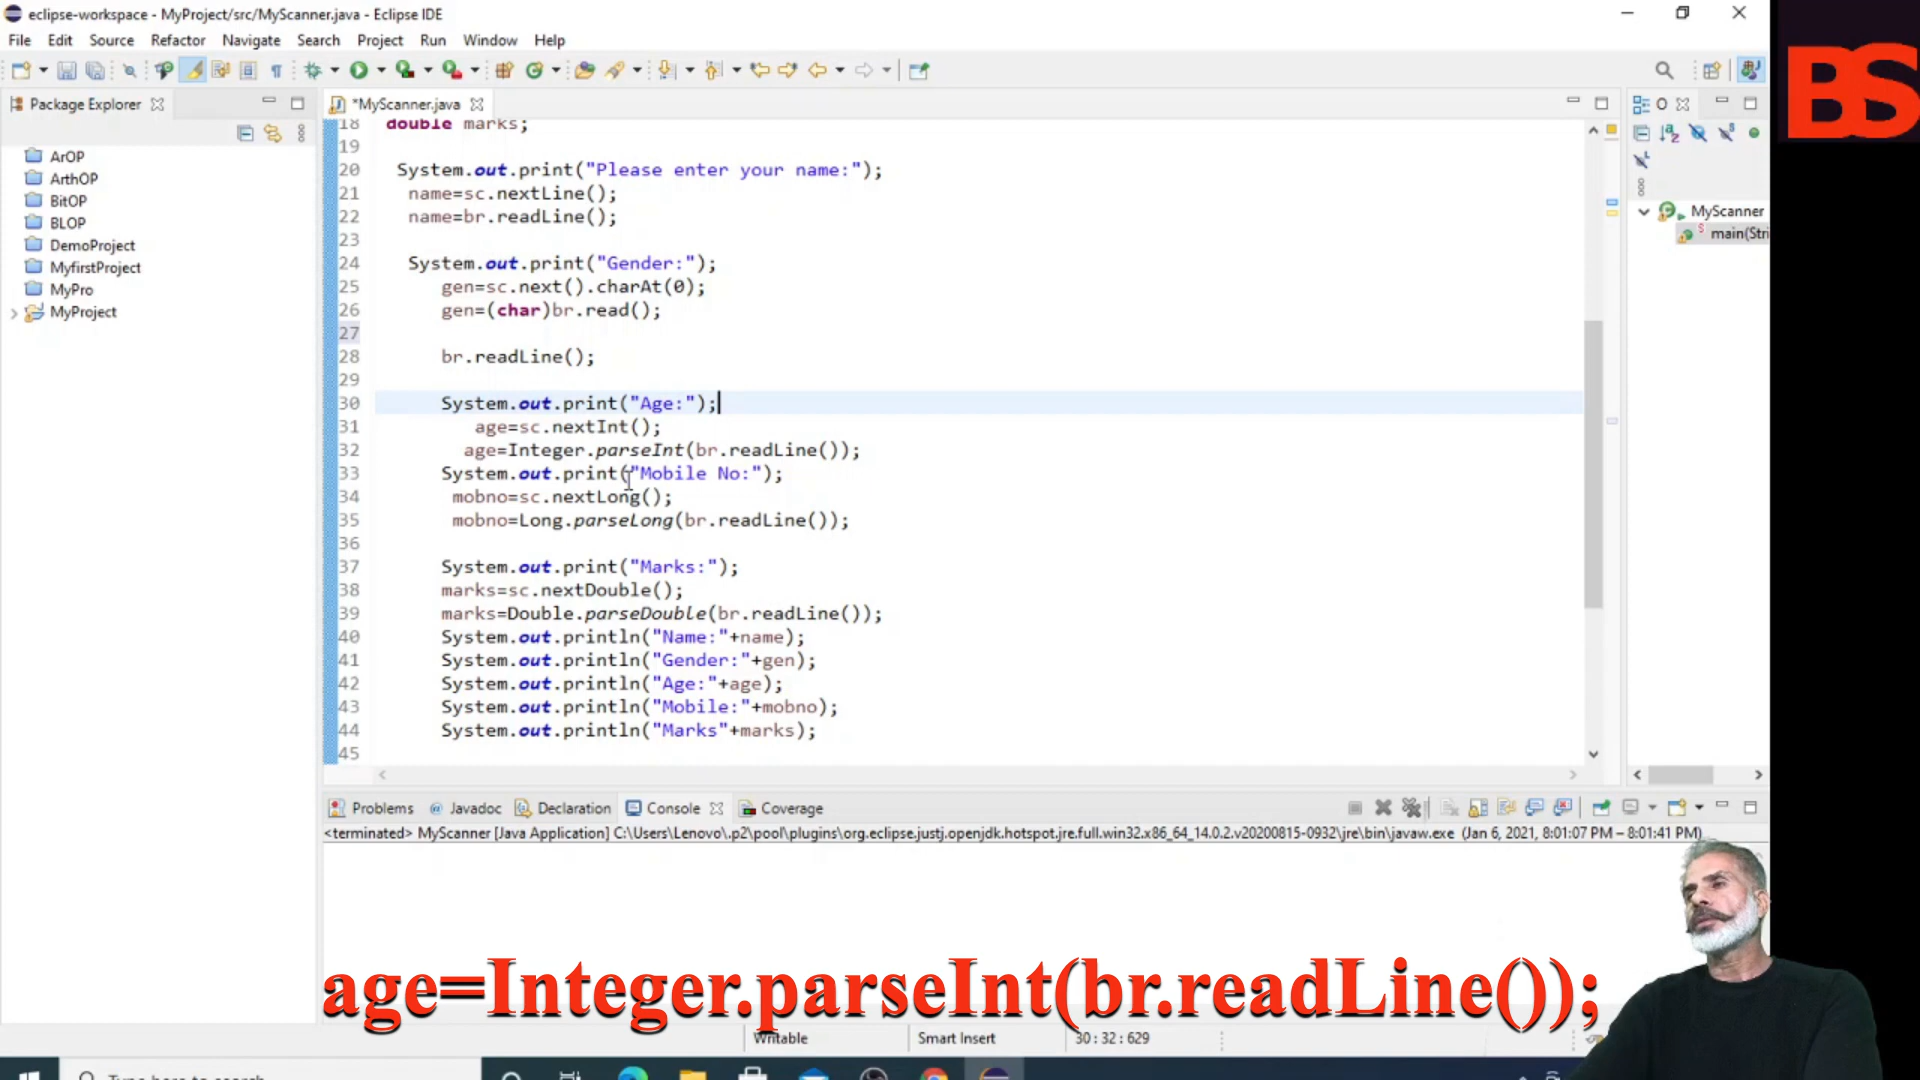 eclipse-workspace - MyProject/src/MyScanner.java - Eclipse IDE
File Edit Source Refactor Navigate Search Project Run Window Help
BS
Package Explorer
*MyScanner.java
O
ArOP
ArthOP
BitOP
BLOP
DemoProject
MyfirstProject
MyPro
MyProject
18 double marks;
19
20 System.out.print("Please enter your name:");
21 name=sc.nextLine();
22 name=br.readLine();
23
24 System.out.print("Gender:");
25 gen=sc.next().charAt(0);
26 gen=(char)br.read();
27
28 br.readLine();
29
30 System.out.print("Age:");
31 age=sc.nextInt();
32 age=Integer.parseInt(br.readLine());
33 System.out.print("Mobile No:");
34 mobno=sc.nextLong();
35 mobno=Long.parseLong(br.readLine());
36
37 System.out.print("Marks:");
38 marks=sc.nextDouble();
39 marks=Double.parseDouble(br.readLine());
40 System.out.println("Name:"+name);
41 System.out.println("Gender:"+gen);
42 System.out.println("Age:"+age);
43 System.out.println("Mobile:"+mobno);
44 System.out.println("Marks"+marks);
45
MyScanner
main(Stri
Problems @ Javadoc Declaration Console Coverage
<terminated> MyScanner [Java Application] C:\Users\Lenovo\.p2\pool\plugins\org.eclipse.justj.openjdk.hotspot.jre.full.win32.x86_64_14.0.2.v20200815-0932\jre\bin\javaw.exe (Jan 6, 2021, 8:01:07 PM – 8:01:41 PM)
age=Integer.parseInt(br.readLine());
Writable Smart Insert 30 : 32 : 629
Type here to search